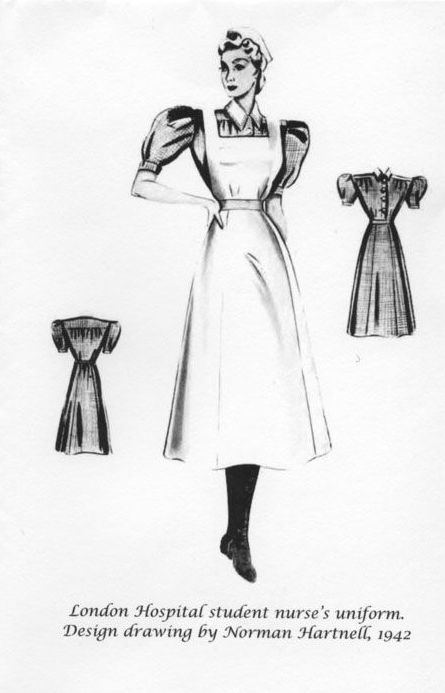 London Hospital student nurse's uniform.
Design drawing by Norman Hartnell, 1942